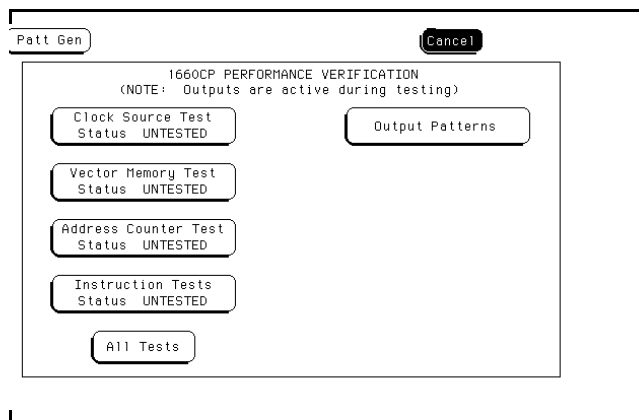 Patt Gen
Cancel
1660CP PERFORMANCE VERIFICATION
(NOTE: Outputs are active during testing)
Clock Source Test
Status UNTESTED
Output Patterns
Vector Memory Test
Status UNTESTED
Address Counter Test
Status UNTESTED
Instruction Tests
Status UNTESTED
All Tests